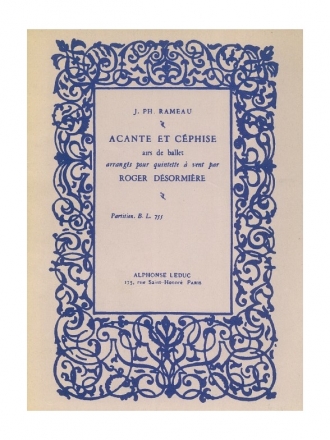 J. PH. RAMEAU
ACANTE ET CÉPHISE
airs de ballet
arrangés pour quintette à vent par
ROGER DÉSORMIÈRE
Partition. B. L. 755
ALPHONSE LEDUC
175, rue Saint-Honoré Paris